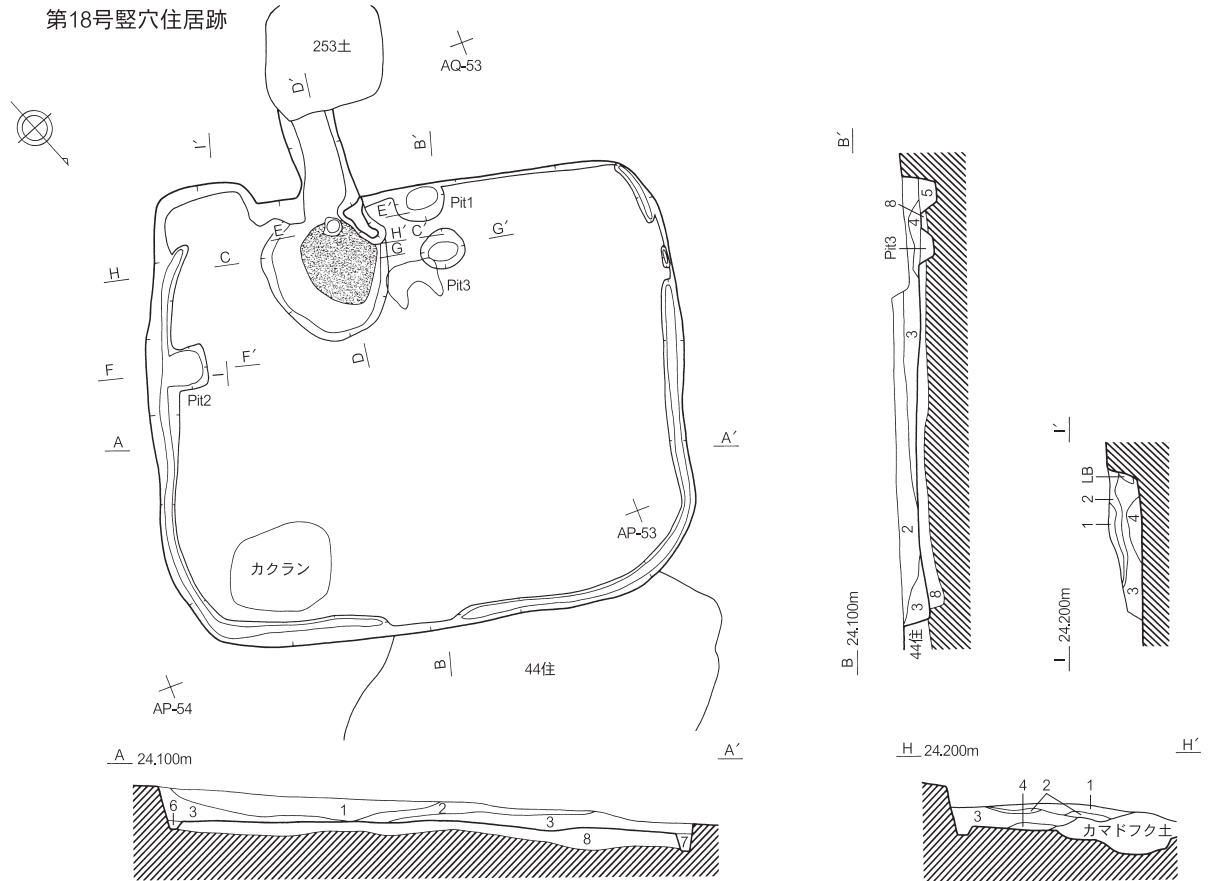 第18号竪穴住居跡
253土
AQ-53
D′
I′
B′
E′
Pit1
E
H′
C′
G′
C
G
H
Pit3
D
F′
I
F
Pit2
A
A′
AP-53
カクラン
B
44住
AP-54
A 24.100m
A′
6
3
1
2
3
8
7
B′
5
8
4
Pit3
3
2
3
8
44住
B 24.100m
I′
LB
2
1
4
3
I 24.200m
H 24.200m
H′
4
2
1
3
カマドフク土